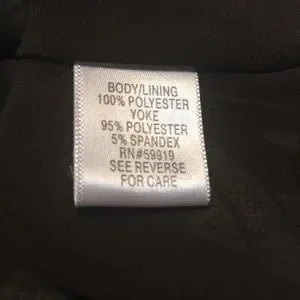 BODY/LINING
100% POLYESTER
YOKE
95% POLYESTER
5% SPANDEX
RN#59919
SEE REVERSE
FOR CARE